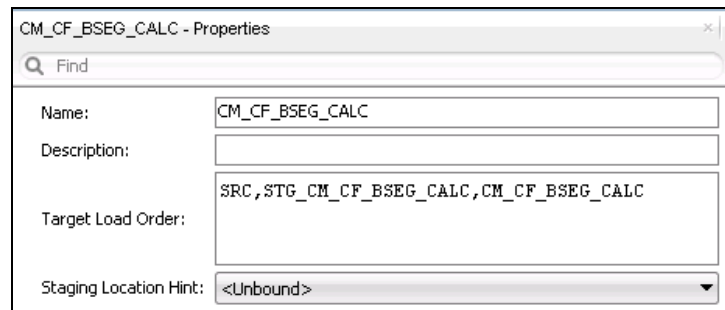 CM_CF_BSEG_CALC - Properties
Find
Name: CM_CF_BSEG_CALC
Description:
Target Load Order: SRC,STG_CM_CF_BSEG_CALC,CM_CF_BSEG_CALC
Staging Location Hint: <Unbound>